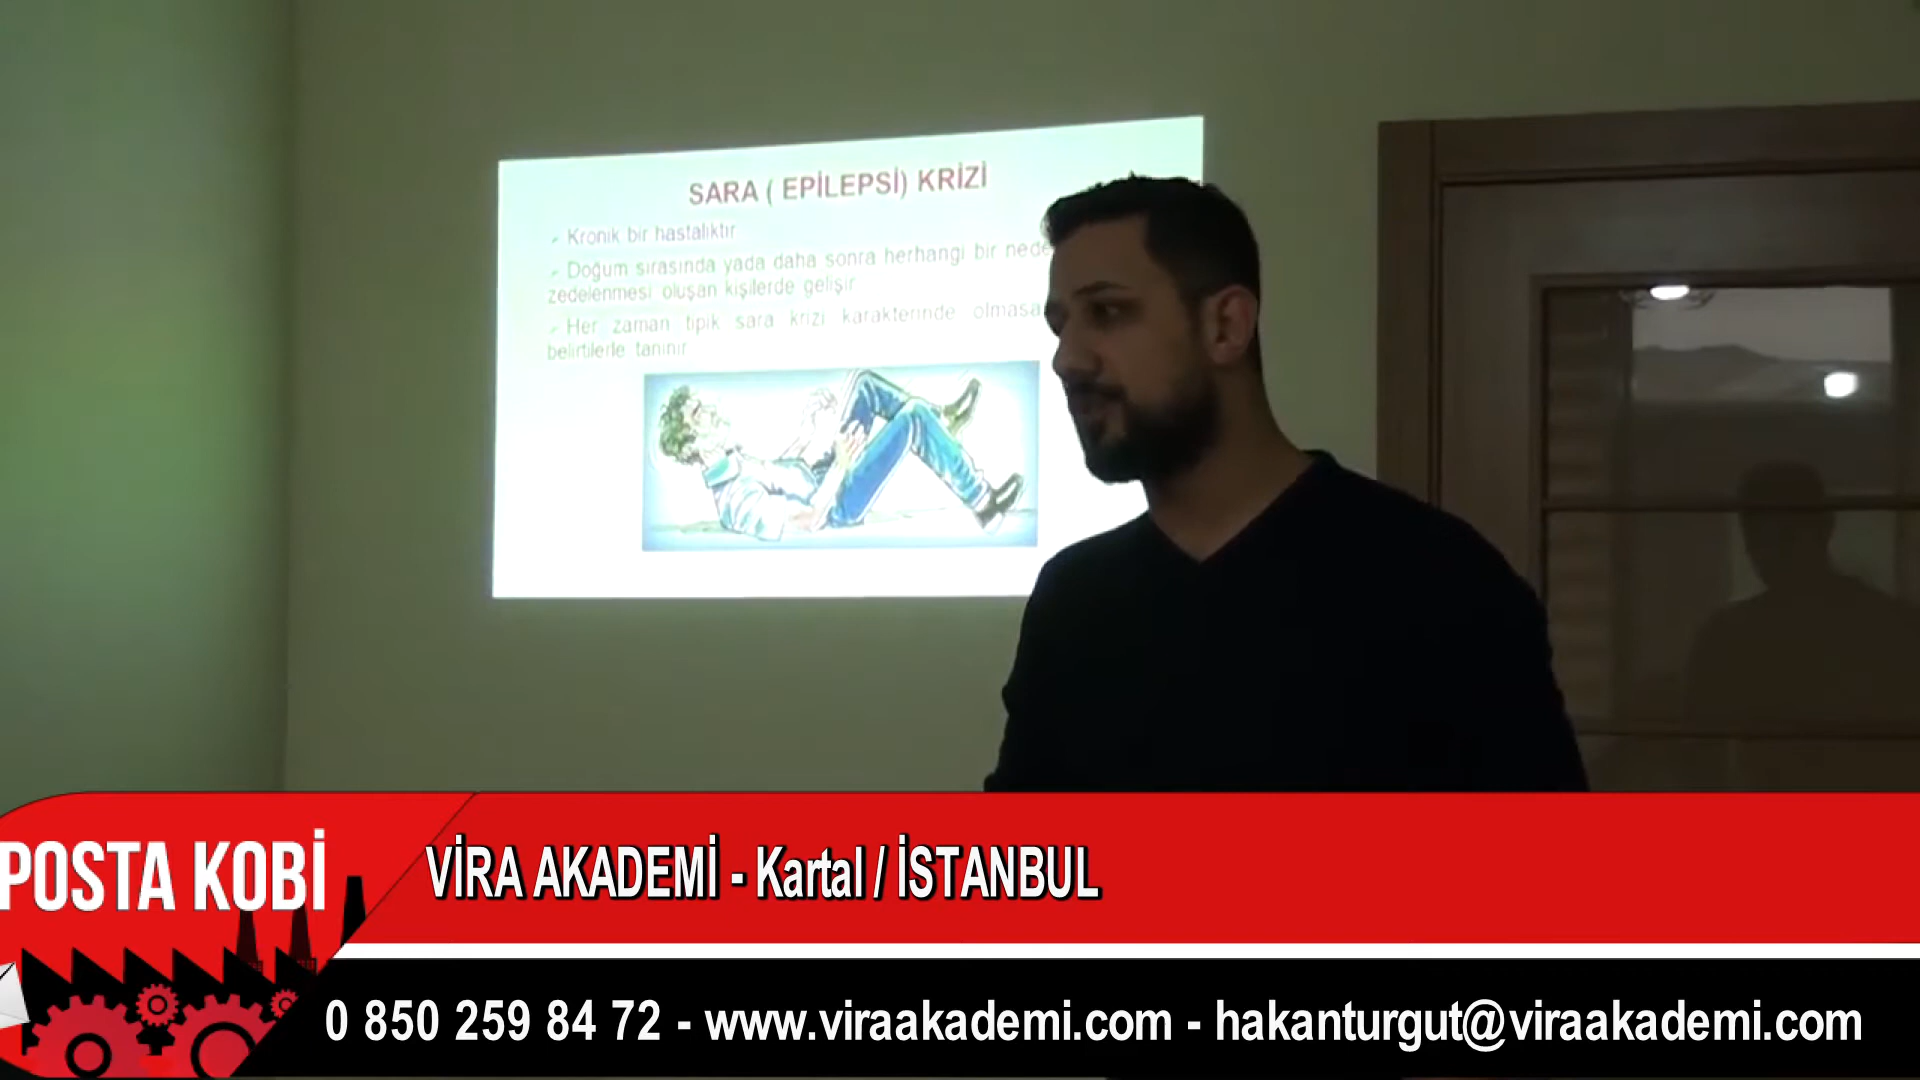 SARA ( EPİLEPSİ) KRİZİ
Kronik bir hastalıktır
Doğum sırasında yada daha sonra herhangi bir nede
zedelenmesi oluşan kişilerde gelişir
Her zaman tipik sara krizi karakterinde olmasa
belirtilerle tanınır
POSTA KOBİ
VİRA AKADEMİ - Kartal / İSTANBUL
0 850 259 84 72 - www.viraakademi.com - hakanturgut@viraakademi.com